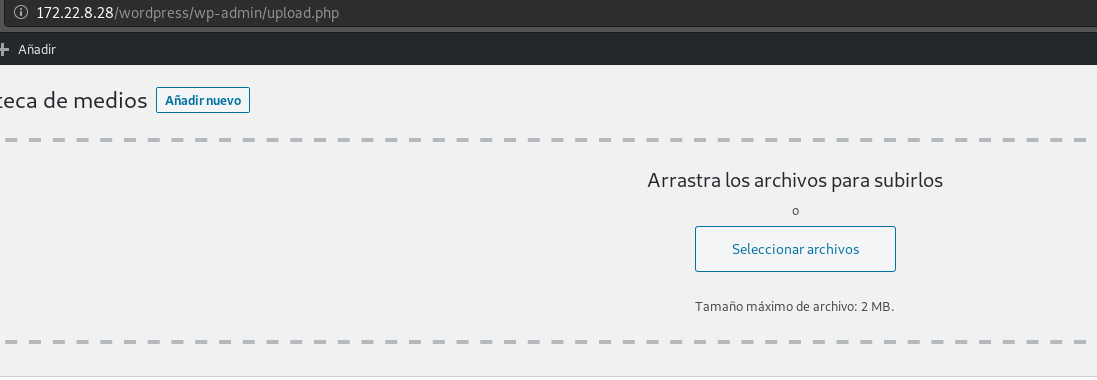 172.22.8.28/wordpress/wp-admin/upload.php
Añadir
teca de medios Añadir nuevo
Arrastra los archivos para subirlos
o
Seleccionar archivos
Tamaño máximo de archivo: 2 MB.